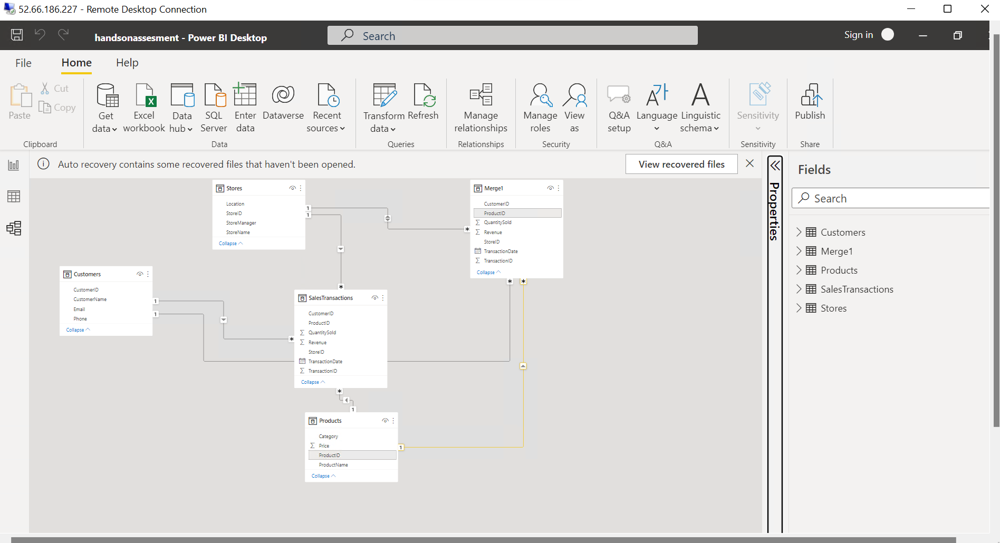 52.66.186.227 - Remote Desktop Connection
handsonassesment - Power BI Desktop
Search
Sign in
File
Home
Help
Paste
Cut
Copy
Clipboard
Get data
Excel workbook
Data hub
SQL Server
Enter data
Dataverse
Recent sources
Data
Transform data
Refresh
Queries
Manage relationships
Relationships
Manage roles
View as
Security
Q&A setup
Language
Linguistic schema
Q&A
Sensitivity
Sensitivity
Publish
Share
Auto recovery contains some recovered files that haven't been opened.
View recovered files
Stores
Location
StoreID
StoreManager
StoreName
Collapse
1
1
Merge1
CustomerID
ProductID
QuantitySold
Revenue
StoreID
TransactionDate
TransactionID
Collapse
*
*
*
Customers
CustomerID
CustomerName
Email
Phone
Collapse
1
1
*
SalesTransactions
CustomerID
ProductID
QuantitySold
Revenue
StoreID
TransactionDate
TransactionID
Collapse
*
*
1
Products
Category
Price
ProductID
ProductName
Collapse
1
Properties
Fields
Search
Customers
Merge1
Products
SalesTransactions
Stores